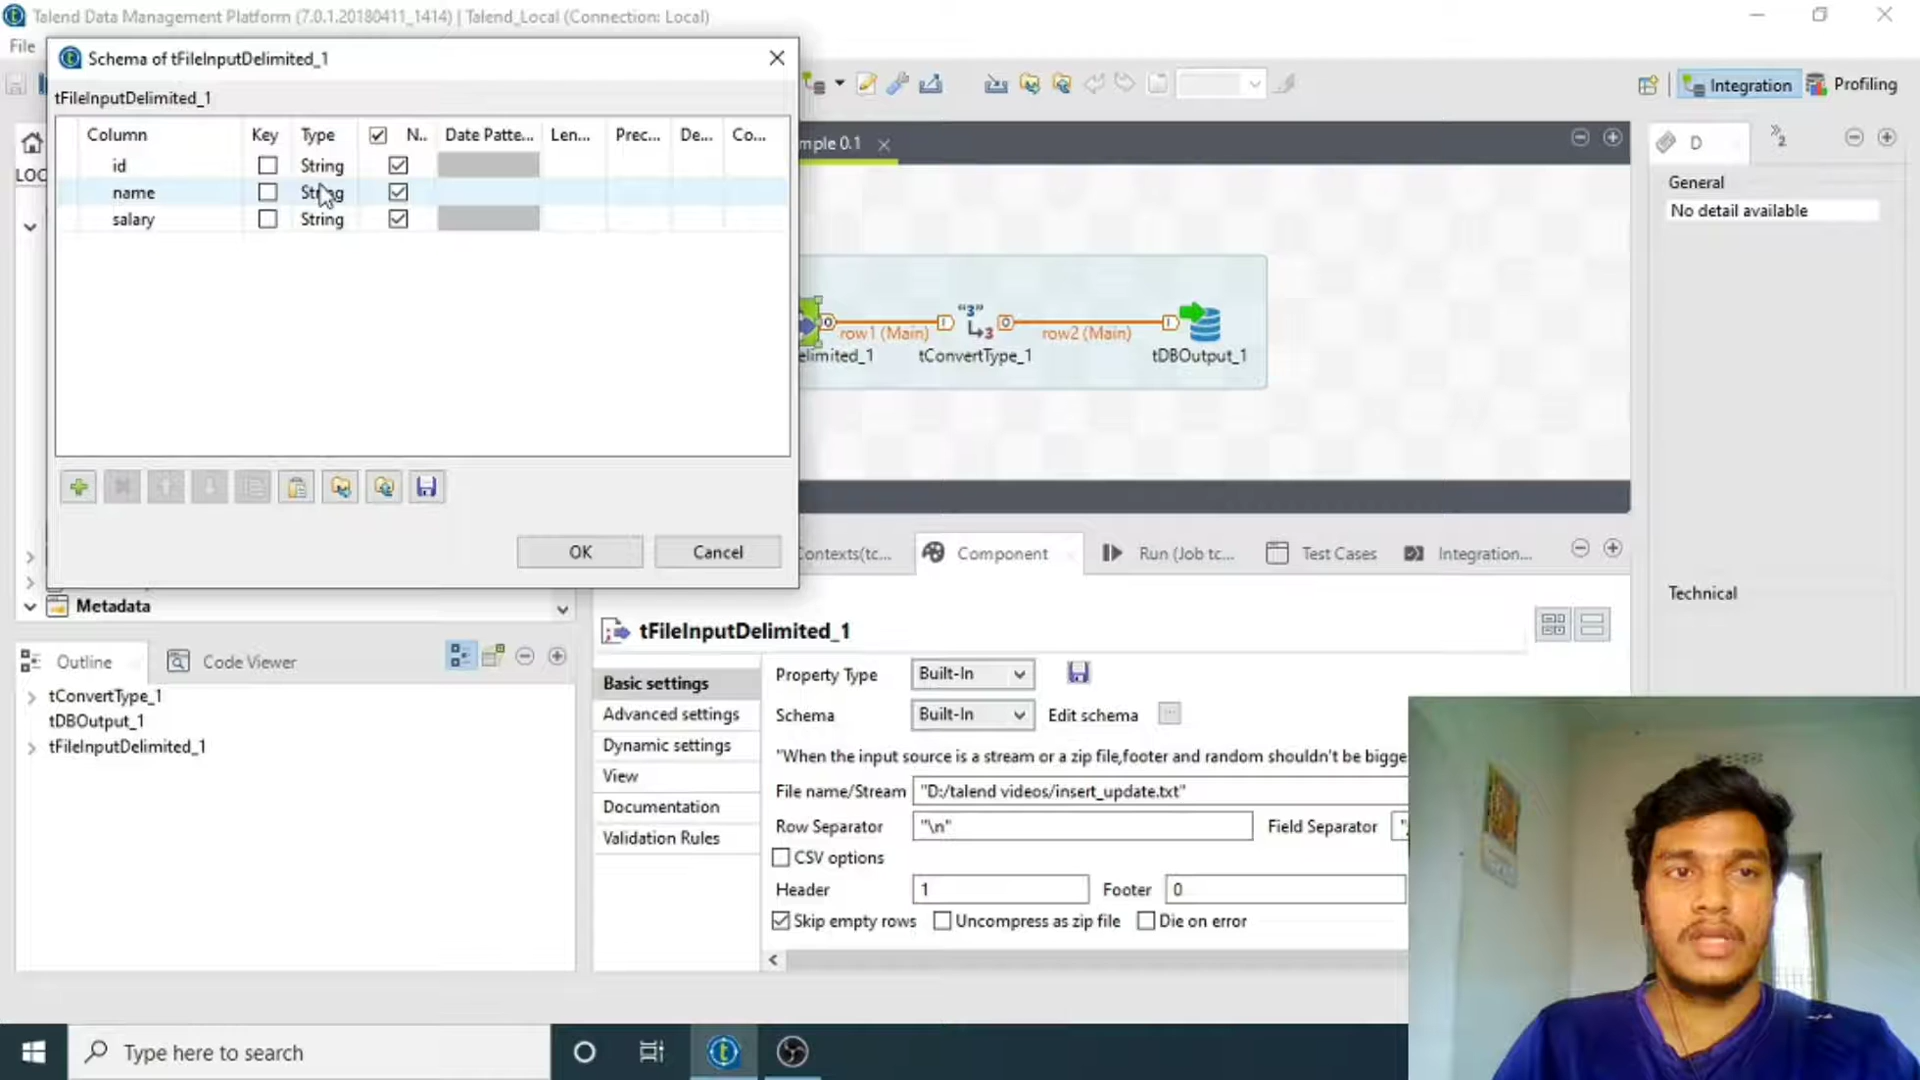 Talend Data Management Platform (7.0.1.20180411_1414) | Talend_Local (Connection: Local)
File
Schema of tFileInputDelimited_1
tFileInputDelimited_1
Column Key Type N.. Date Patte... Len... Prec... De... Co...
id String
name String
salary String
OK Cancel
Integration Profiling
LOC
mple 0.1
D
2
General
No detail available
Technical
"3"
3
row1 (Main) row2 (Main)
elimited_1 tConvertType_1 tDBOutput_1
Contexts(tc... Component Run (Job tc... Test Cases Integration...
Metadata
Outline Code Viewer
tConvertType_1
tDBOutput_1
tFileInputDelimited_1
tFileInputDelimited_1
Basic settings
Advanced settings
Dynamic settings
View
Documentation
Validation Rules
Property Type Built-In
Schema Built-In Edit schema ...
"When the input source is a stream or a zip file,footer and random shouldn't be bigge
File name/Stream "D:/talend videos/insert_update.txt"
Row Separator "\n" Field Separator
CSV options
Header 1 Footer 0
Skip empty rows Uncompress as zip file Die on error
Type here to search